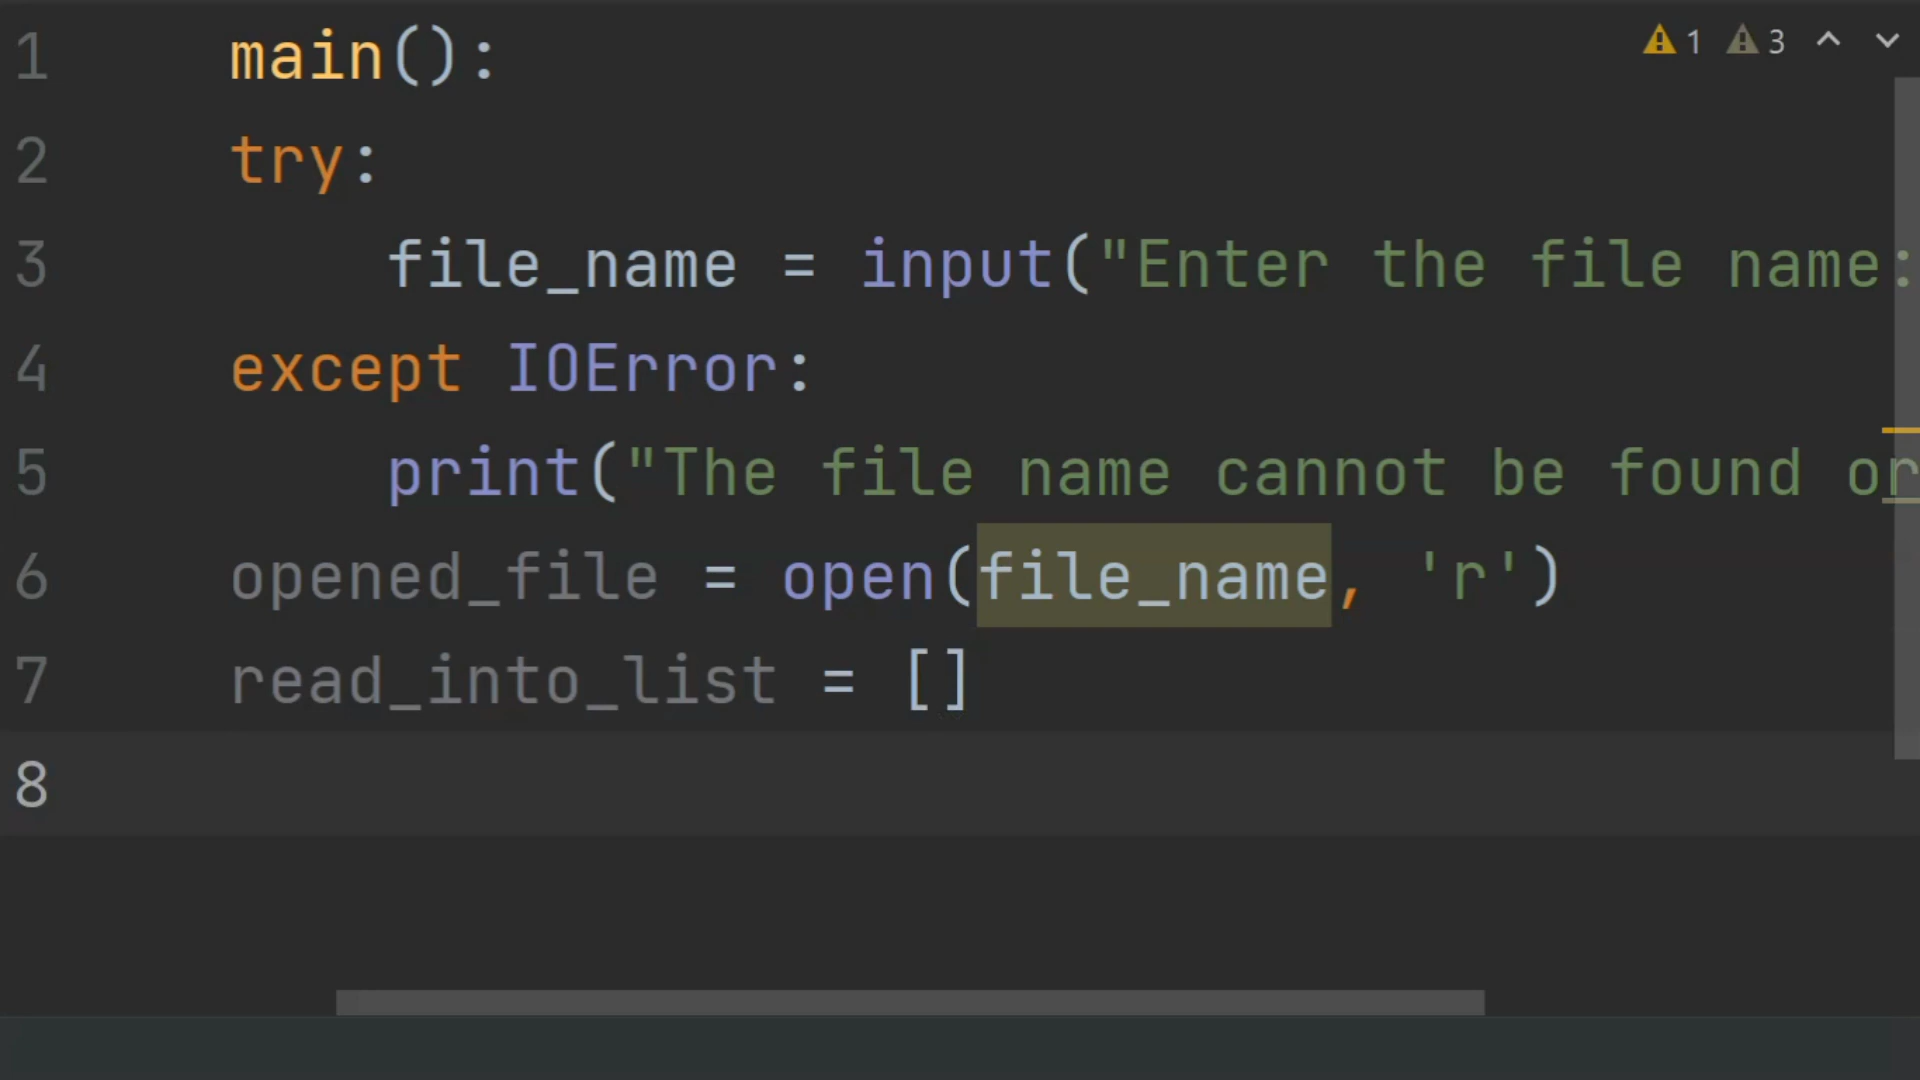 1 main():
2 try:
3 file_name = input("Enter the file name:
4 except IOError:
5 print("The file name cannot be found or
6 opened_file = open(file_name, 'r')
7 read_into_list = []
8
1 3